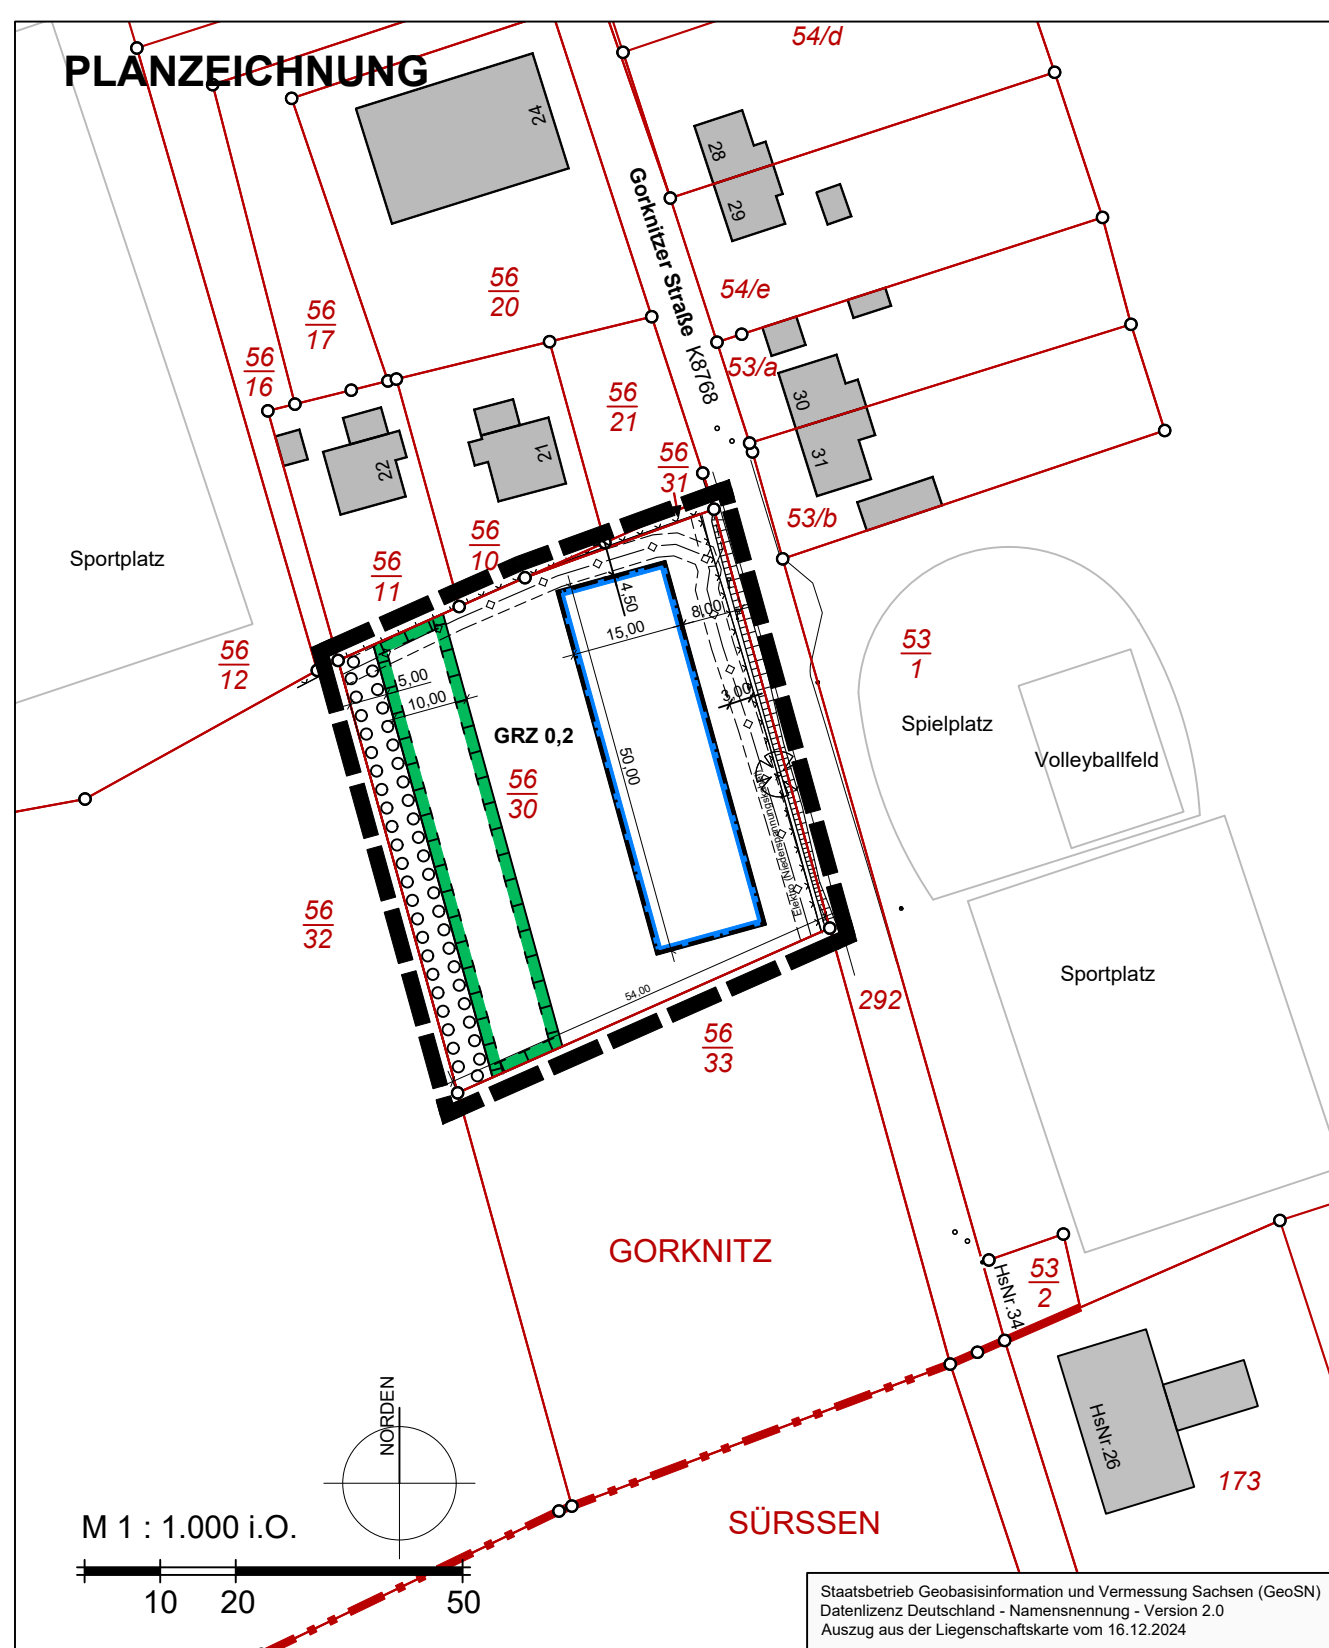 PLANZEICHNUNG
54/d
24
28
29
Gorknitzer Straße K8768
56
20
56
17
56
16
54/e
53/a
56
21
30
31
22
21
56
31
53/b
Sportplatz
56
10
56
11
56
12
4,50
8,00
15,00
5,00
10,00
3,00
GRZ 0,2
56
30
50,00
53
1
Spielplatz
Volleyballfeld
56
32
Sportplatz
54,00
292
56
33
GORKNITZ
53
2
HsNr.34
NORDEN
HsNr.26
173
SÜRSSEN
M 1 : 1.000 i.O.
10 20 50
Staatsbetrieb Geobasisinformation und Vermessung Sachsen (GeoSN)
Datenlizenz Deutschland - Namensnennung - Version 2.0
Auszug aus der Liegenschaftskarte vom 16.12.2024